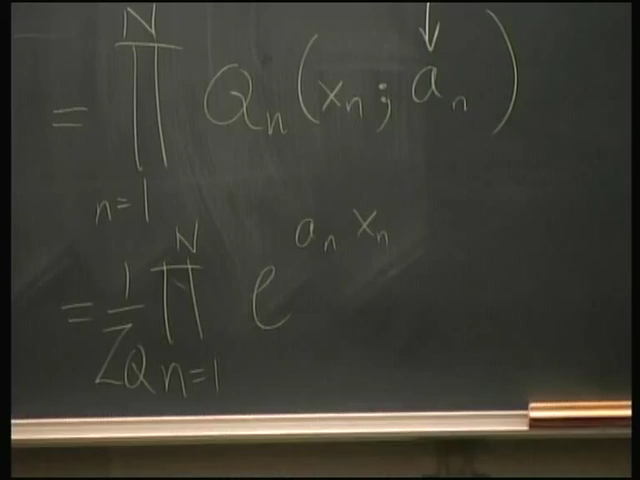 = ∏_{n=1}^{N} Q_n (x_n ; a_n)
= 1/Z_Q ∏_{n=1}^{N} e^{a_n x_n}